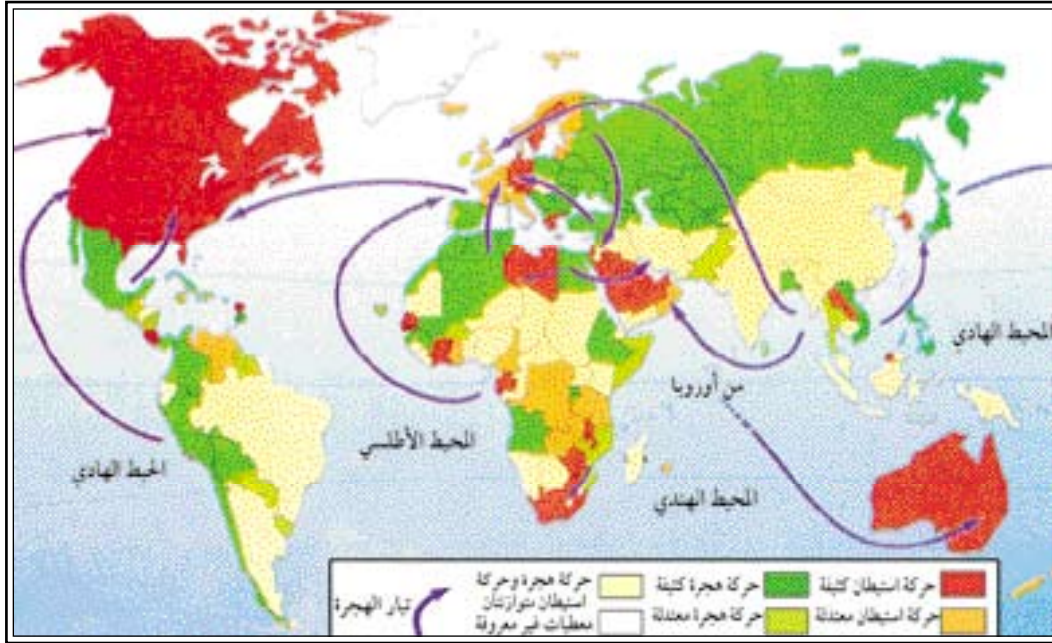 المحيط الهادي
من أوروبا
المحيط الأطلسي
المحيط الهادي
المحيط الهندي
حركة استيطان كثيفة
حركة هجرة كثيفة
حركة هجرة وحركة
استيطان متوازنتان
حركة استيطان معتدلة
حركة هجرة معتدلة
معطيات غير معروفة
تيار الهجرة